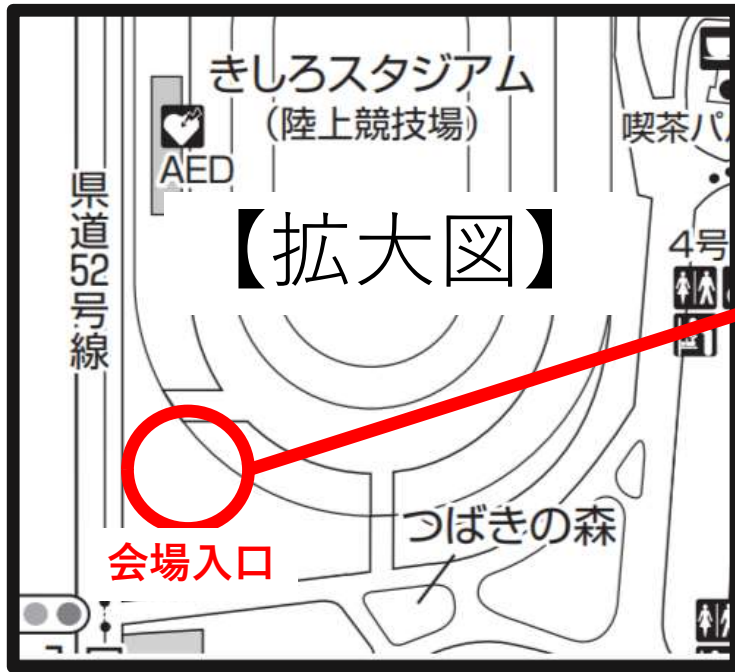 きしろスタジアム
(陸上競技場)
AED
喫茶パ
県道52号線
【拡大図】
4号
つばきの森
会場入口